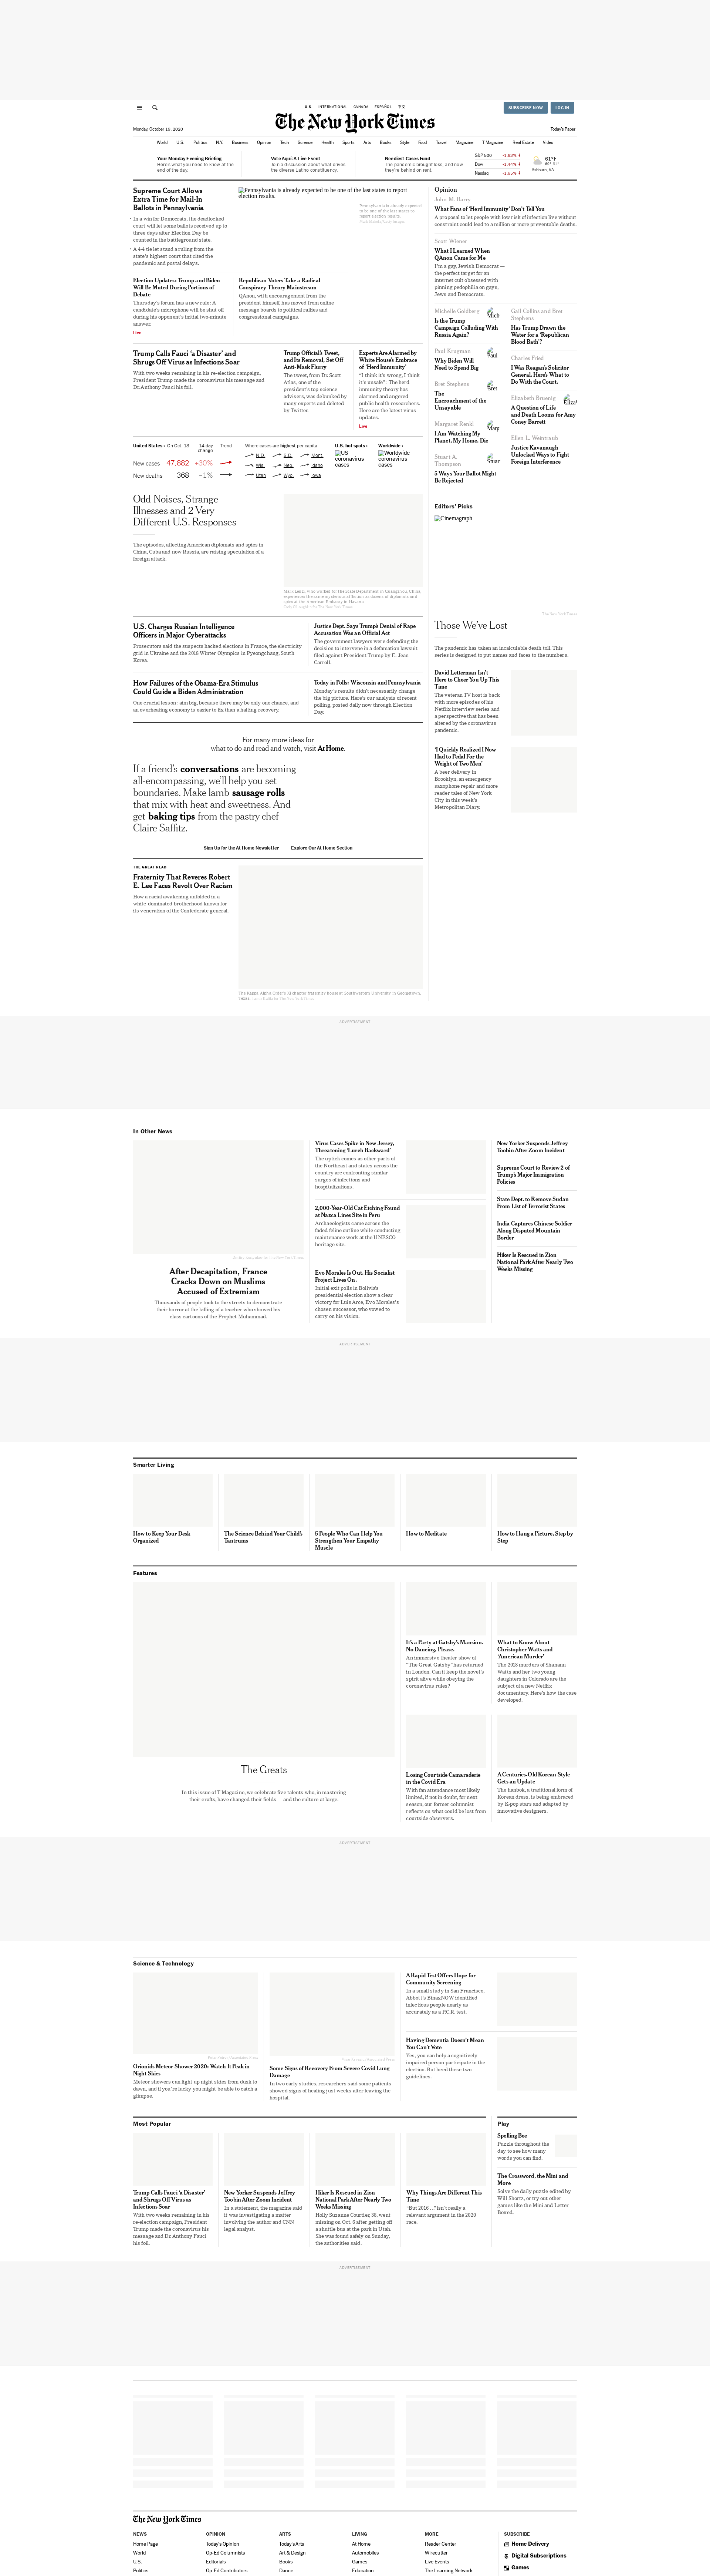 U.S.
INTERNATIONAL
CANADA
ESPAÑOL
中文
SUBSCRIBE NOW
LOG IN
The New York Times
Monday, October 19, 2020
Today's Paper
World
U.S.
Politics
N.Y.
Business
Opinion
Tech
Science
Health
Sports
Arts
Books
Style
Food
Travel
Magazine
T Magazine
Real Estate
Video
Your Monday Evening Briefing
Here's what you need to know at the
end of the day.
Vote Aquí: A Live Event
Join a discussion about what drives
the diverse Latino constituency.
Neediest Cases Fund
The pandemic brought loss, and now
they're behind on rent.
S&P 500 -1.63%
Dow -1.44%
Nasdaq -1.65%
61°F
Ashburn, VA
Supreme Court Allows
Extra Time for Mail-In
Ballots in Pennsylvania
• In a win for Democrats, the deadlocked
court will let some ballots received up to
three days after Election Day be
counted in the battleground state.
• A 4-4 tie let stand a ruling from the
state's highest court that cited the
pandemic and postal delays.
Pennsylvania is already expected to be one of the last states to report
election results.
Pennsylvania is already expected
to be one of the last states to
report election results.
Election Updates: Trump and Biden
Will Be Muted During Portions of
Debate
Thursday's forum has a new rule: A
candidate's microphone will be shut off
during his opponent's initial two-minute
answer.
Live
Republican Voters Take a Radical
Conspiracy Theory Mainstream
QAnon, with encouragement from the
president himself, has moved from online
message boards to political rallies and
congressional campaigns.
Trump Calls Fauci 'a Disaster' and
Shrugs Off Virus as Infections Soar
With two weeks remaining in his re-election campaign,
President Trump made the coronavirus his message and
Dr. Anthony Fauci his foil.
Trump Official's Tweet,
and Its Removal, Set Off
Anti-Mask Flurry
The tweet, from Dr. Scott
Atlas, one of the
president's top science
advisers, was debunked by
many experts and deleted
by Twitter.
Experts Are Alarmed by
White House's Embrace
of 'Herd Immunity'
"I think it's wrong, I think
it's unsafe": The herd
immunity theory has
alarmed and angered
public health researchers.
Here are the latest virus
updates.
Live
United States › On Oct. 18
14-day
change
Trend
New cases 47,882 +30%
New deaths 368 –1%
Where cases are highest per capita
N.D.
S.D.
Mont.
Wis.
Neb.
Idaho
Utah
Wyo.
Iowa
U.S. hot spots ›
US
coronavirus
cases
Worldwide ›
Worldwide
coronavirus
cases
Odd Noises, Strange
Illnesses and 2 Very
Different U.S. Responses
The episodes, affecting American diplomats and spies in
China, Cuba and now Russia, are raising speculation of a
foreign attack.
Mark Lenzi, who worked for the State Department in Guangzhou, China,
experienced the same mysterious affliction as dozens of diplomats and
spies at the American Embassy in Havana.
U.S. Charges Russian Intelligence
Officers in Major Cyberattacks
Prosecutors said the suspects hacked elections in France, the electricity
grid in Ukraine and the 2018 Winter Olympics in Pyeongchang, South
Korea.
Justice Dept. Says Trump's Denial of Rape
Accusation Was an Official Act
The government lawyers were defending the
decision to intervene in a defamation lawsuit
filed against President Trump by E. Jean
Carroll.
How Failures of the Obama-Era Stimulus
Could Guide a Biden Administration
One crucial lesson: aim big, because there may be only one chance, and
an overheating economy is easier to fix than a halting recovery.
Today in Polls: Wisconsin and Pennsylvania
Monday's results didn't necessarily change
the big picture. Here's our analysis of recent
polling, posted daily now through Election
Day.
For many more ideas for
what to do and read and watch, visit At Home.
If a friend's conversations are becoming
all-encompassing, we'll help you set
boundaries. Make lamb sausage rolls
that mix with heat and sweetness. And
get baking tips from the pastry chef
Claire Saffitz.
Sign Up for the At Home Newsletter
Explore Our At Home Section
THE GREAT READ
Fraternity That Reveres Robert
E. Lee Faces Revolt Over Racism
How a racial awakening unfolded in a
white-dominated brotherhood known for
its veneration of the Confederate general.
The Kappa Alpha Order's Xi chapter fraternity house at Southwestern University in Georgetown,
Texas.
Opinion
John M. Barry
What Fans of 'Herd Immunity' Don't Tell You
A proposal to let people with low risk of infection live without
constraint could lead to a million or more preventable deaths.
Scott Wiener
What I Learned When
QAnon Came for Me
I'm a gay, Jewish Democrat —
the perfect target for an
internet cult obsessed with
pinning pedophilia on gays,
Jews and Democrats.
Michelle Goldberg
Is the Trump
Campaign Colluding With
Russia Again?
Paul Krugman
Why Biden Will
Need to Spend Big
Bret Stephens
The
Encroachment of the
Unsayable
Margaret Renkl
I Am Watching My
Planet, My Home, Die
Stuart A.
Thompson
5 Ways Your Ballot Might
Be Rejected
Gail Collins and Bret
Stephens
Has Trump Drawn the
Water for a 'Republican
Blood Bath'?
Charles Fried
I Was Reagan's Solicitor
General. Here's What to
Do With the Court.
Elizabeth Bruenig
A Question of Life
and Death Looms for Amy
Coney Barrett
Ellen L. Weintraub
Justice Kavanaugh
Unlocked Ways to Fight
Foreign Interference
Editors' Picks
Cinemagraph
The New York Times
Those We've Lost
The pandemic has taken an incalculable death toll. This
series is designed to put names and faces to the numbers.
David Letterman Isn't
Here to Cheer You Up This
Time
The veteran TV host is back
with more episodes of his
Netflix interview series and
a perspective that has been
altered by the coronavirus
pandemic.
'I Quickly Realized I Now
Had to Pedal For the
Weight of Two Men'
A beer delivery in
Brooklyn, an emergency
saxophone repair and more
reader tales of New York
City in this week's
Metropolitan Diary.
ADVERTISEMENT
In Other News
After Decapitation, France
Cracks Down on Muslims
Accused of Extremism
Thousands of people took to the streets to demonstrate
their horror at the killing of a teacher who showed his
class cartoons of the Prophet Muhammad.
Virus Cases Spike in New Jersey,
Threatening 'Lurch Backward'
The uptick comes as other parts of
the Northeast and states across the
country are confronting similar
surges of infections and
hospitalizations.
2,000-Year-Old Cat Etching Found
at Nazca Lines Site in Peru
Archaeologists came across the
faded feline outline while conducting
maintenance work at the UNESCO
heritage site.
Evo Morales Is Out. His Socialist
Project Lives On.
Initial exit polls in Bolivia's
presidential election show a clear
victory for Luis Arce, Evo Morales's
chosen successor, who vowed to
carry on his vision.
New Yorker Suspends Jeffrey
Toobin After Zoom Incident
Supreme Court to Review 2 of
Trump's Major Immigration
Policies
State Dept. to Remove Sudan
From List of Terrorist States
India Captures Chinese Soldier
Along Disputed Mountain
Border
Hiker Is Rescued in Zion
National Park After Nearly Two
Weeks Missing
ADVERTISEMENT
Smarter Living
How to Keep Your Desk
Organized
The Science Behind Your Child's
Tantrums
5 People Who Can Help You
Strengthen Your Empathy
Muscle
How to Meditate
How to Hang a Picture, Step by
Step
Features
The Greats
In this issue of T Magazine, we celebrate five talents who, in mastering
their crafts, have changed their fields — and the culture at large.
It's a Party at Gatsby's Mansion.
No Dancing, Please.
An immersive theater show of
"The Great Gatsby" has returned
in London. Can it keep the novel's
spirit alive while obeying the
coronavirus rules?
What to Know About
Christopher Watts and
'American Murder'
The 2018 murders of Shanann
Watts and her two young
daughters in Colorado are the
subject of a new Netflix
documentary. Here's how the case
developed.
Losing Courtside Camaraderie
in the Covid Era
With fan attendance most likely
limited, if not in doubt, for next
season, our former columnist
reflects on what could be lost from
courtside observers.
A Centuries-Old Korean Style
Gets an Update
The hanbok, a traditional form of
Korean dress, is being embraced
by K-pop stars and adapted by
innovative designers.
ADVERTISEMENT
Science & Technology
Orionids Meteor Shower 2020: Watch It Peak in
Night Skies
Meteor showers can light up night skies from dusk to
dawn, and if you're lucky you might be able to catch a
glimpse.
Some Signs of Recovery From Severe Covid Lung
Damage
In two early studies, researchers said some patients
showed signs of healing just weeks after leaving the
hospital.
A Rapid Test Offers Hope for
Community Screening
In a small study in San Francisco,
Abbott's BinaxNOW identified
infectious people nearly as
accurately as a P.C.R. test.
Having Dementia Doesn't Mean
You Can't Vote
Yes, you can help a cognitively
impaired person participate in the
election. But heed these two
guidelines.
Most Popular
Trump Calls Fauci 'a Disaster'
and Shrugs Off Virus as
Infections Soar
With two weeks remaining in his
re-election campaign, President
Trump made the coronavirus his
message and Dr. Anthony Fauci
his foil.
New Yorker Suspends Jeffrey
Toobin After Zoom Incident
In a statement, the magazine said
it was investigating a matter
involving the author and CNN
legal analyst.
Hiker Is Rescued in Zion
National Park After Nearly Two
Weeks Missing
Holly Suzanne Courtier, 38, went
missing on Oct. 6 after getting off
a shuttle bus at the park in Utah.
She was found safe on Sunday,
the authorities said.
Why Things Are Different This
Time
"But 2016 …" isn't really a
relevant argument in the 2020
race.
Play
Spelling Bee
Puzzle throughout the
day to see how many
words you can find.
The Crossword, the Mini and
More
Solve the daily puzzle edited by
Will Shortz, or try out other
games like the Mini and Letter
Boxed.
ADVERTISEMENT
The New York Times
NEWS
Home Page
World
U.S.
Politics
OPINION
Today's Opinion
Op-Ed Columnists
Editorials
Op-Ed Contributors
ARTS
Today's Arts
Art & Design
Books
Dance
LIVING
At Home
Automobiles
Games
Education
MORE
Reader Center
Wirecutter
Live Events
The Learning Network
SUBSCRIBE
Home Delivery
Digital Subscriptions
Games